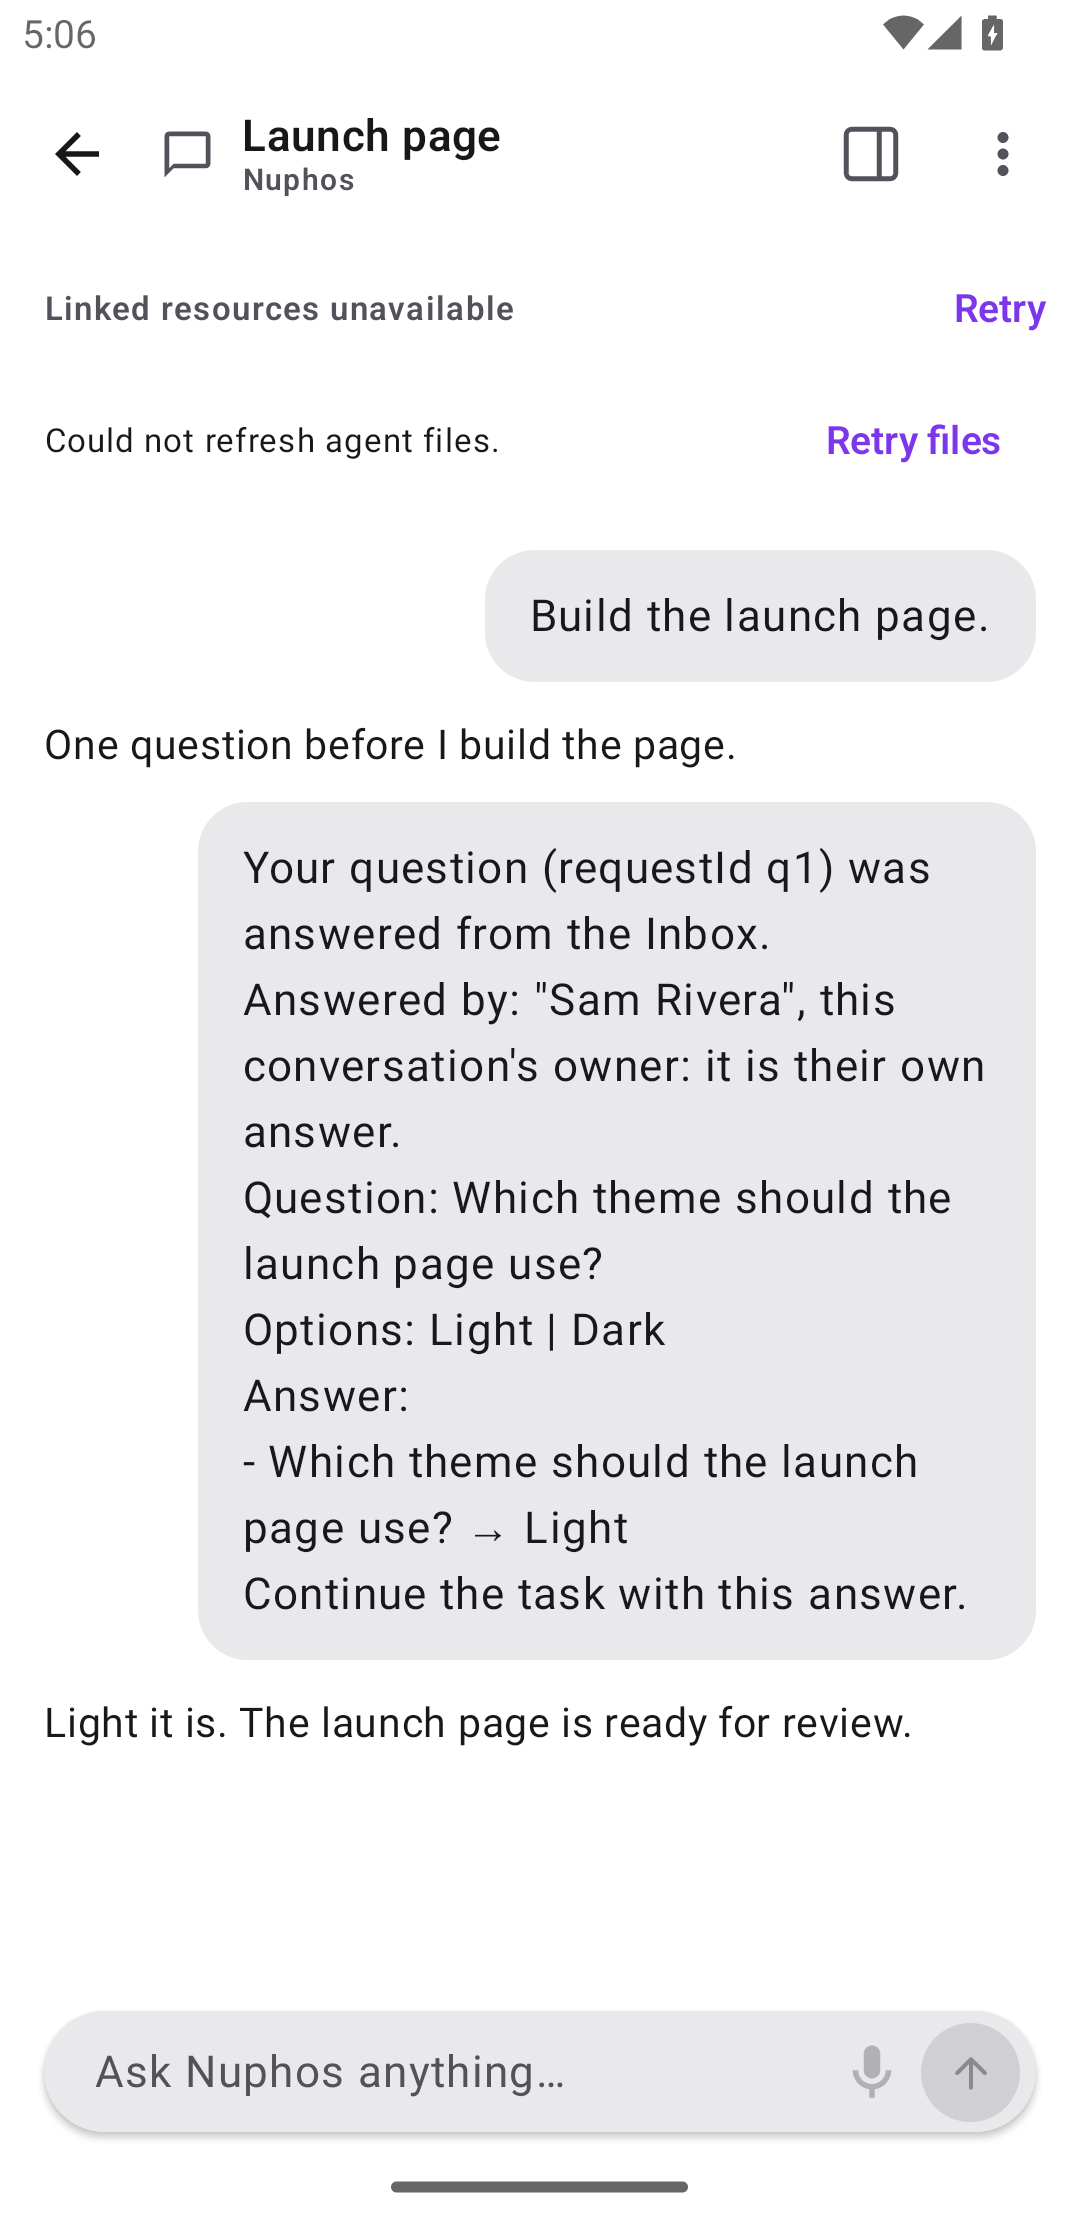 5:06
Launch page
Nuphos
Linked resources unavailable
Retry
Could not refresh agent files.
Retry files
Build the launch page.
One question before I build the page.
Your question (requestId q1) was
answered from the Inbox.
Answered by: "Sam Rivera", this
conversation's owner: it is their own
answer.
Question: Which theme should the
launch page use?
Options: Light | Dark
Answer:
- Which theme should the launch
page use? → Light
Continue the task with this answer.
Light it is. The launch page is ready for review.
Ask Nuphos anything…